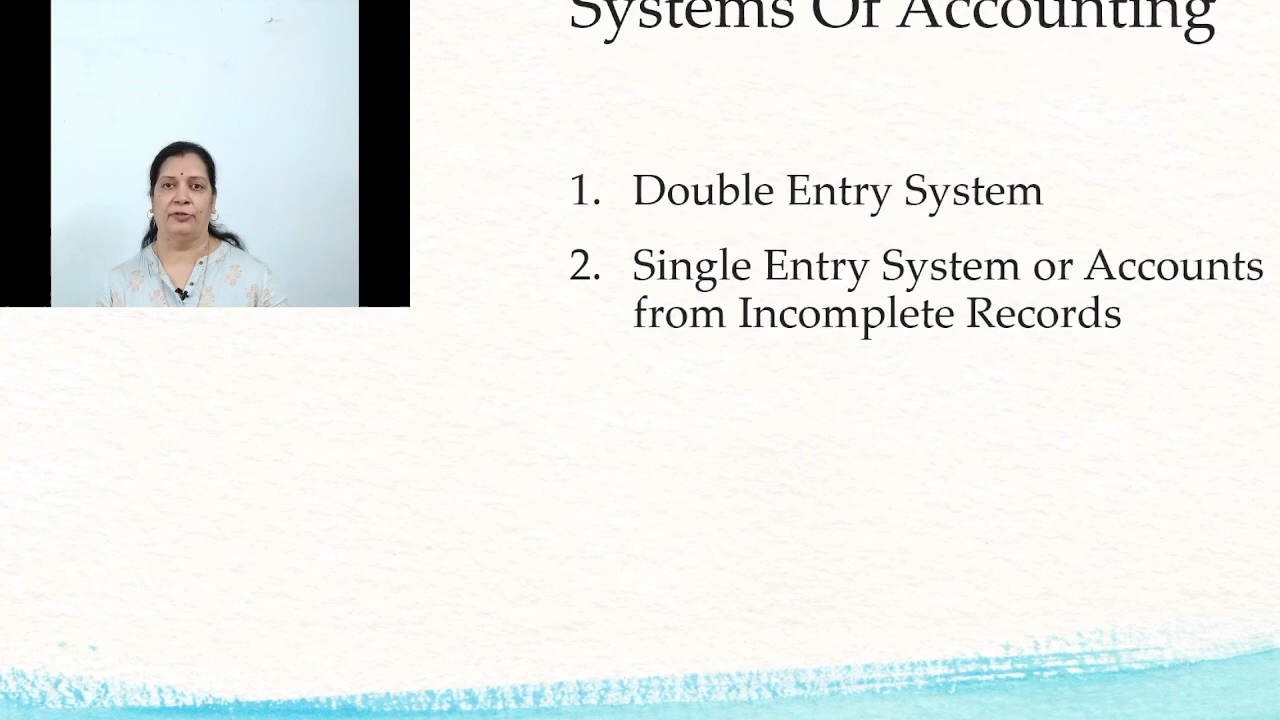 Systems Of Accounting
1. Double Entry System
2. Single Entry System or Accounts
from Incomplete Records